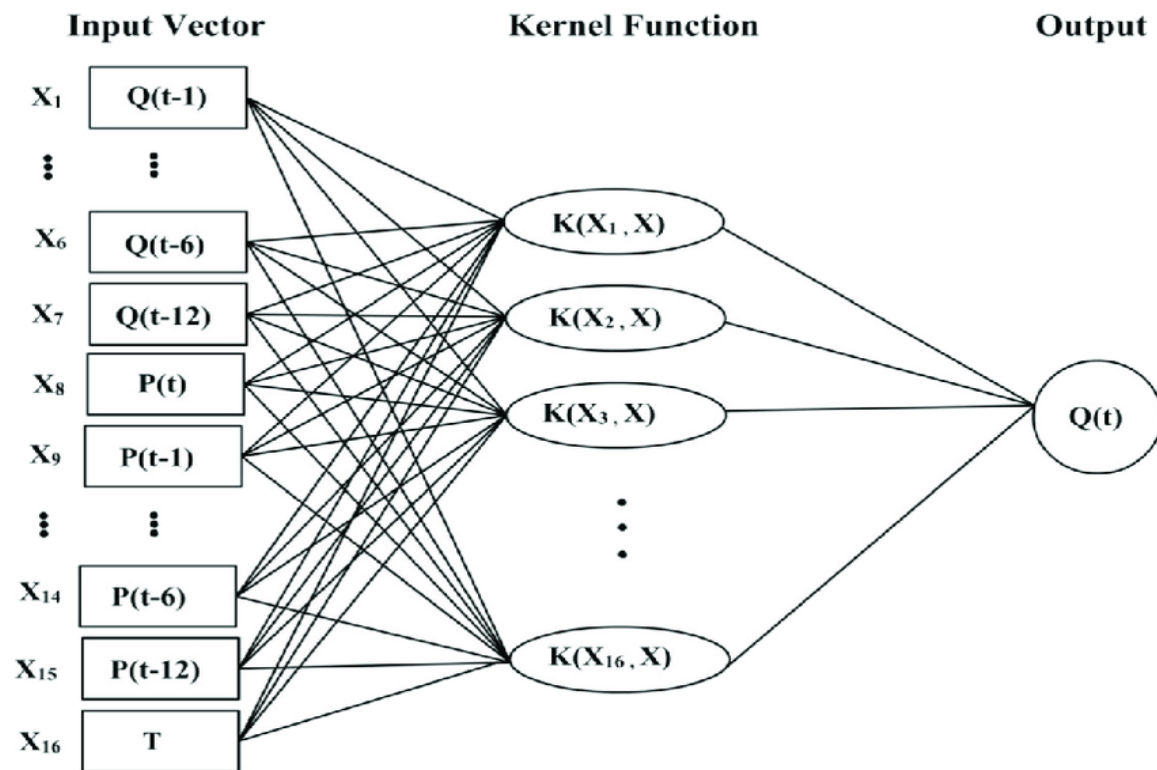 Input Vector Kernel Function Output
X₁ Q(t-1)
X₆ Q(t-6)
X₇ Q(t-12)
X₈ P(t)
X₉ P(t-1)
X₁₄ P(t-6)
X₁₅ P(t-12)
X₁₆ T
K(X₁ , X)
K(X₂ , X)
K(X₃ , X)
K(X₁₆ , X)
Q(t)